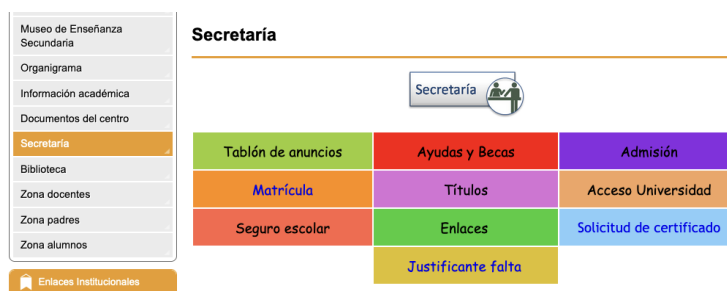 Museo de Enseñanza
Secundaria
Organigrama
Información académica
Documentos del centro
Secretaría
Biblioteca
Zona docentes
Zona padres
Zona alumnos
Enlaces Institucionales
Secretaría
Secretaría
Tablón de anuncios
Ayudas y Becas
Admisión
Matrícula
Títulos
Acceso Universidad
Seguro escolar
Enlaces
Solicitud de certificado
Justificante falta